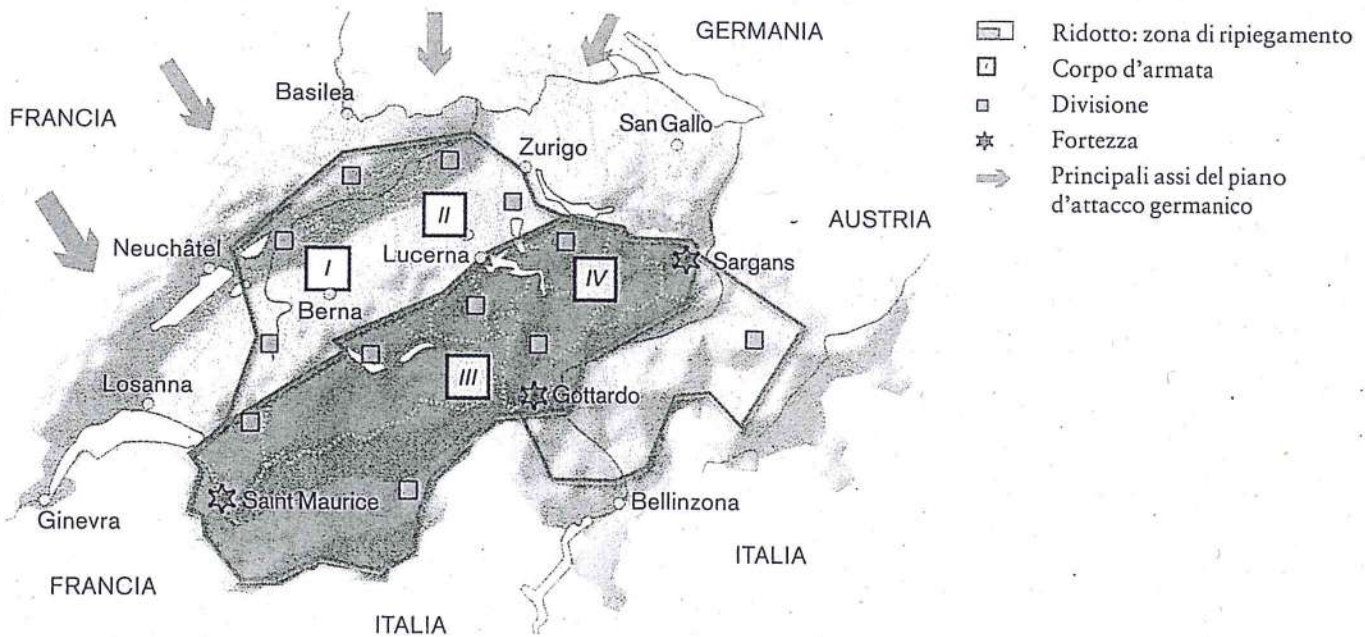 GERMANIA
Basilea
FRANCIA
San Gallo
Zurigo
AUSTRIA
Neuchâtel
II
Lucerna
Sargans
I
IV
Berna
Losanna
III
Gottardo
Saint Maurice
Bellinzona
Ginevra
ITALIA
FRANCIA
ITALIA
Ridotto: zona di ripiegamento
I
Corpo d'armata
Divisione
Fortezza
Principali assi del piano
d'attacco germanico